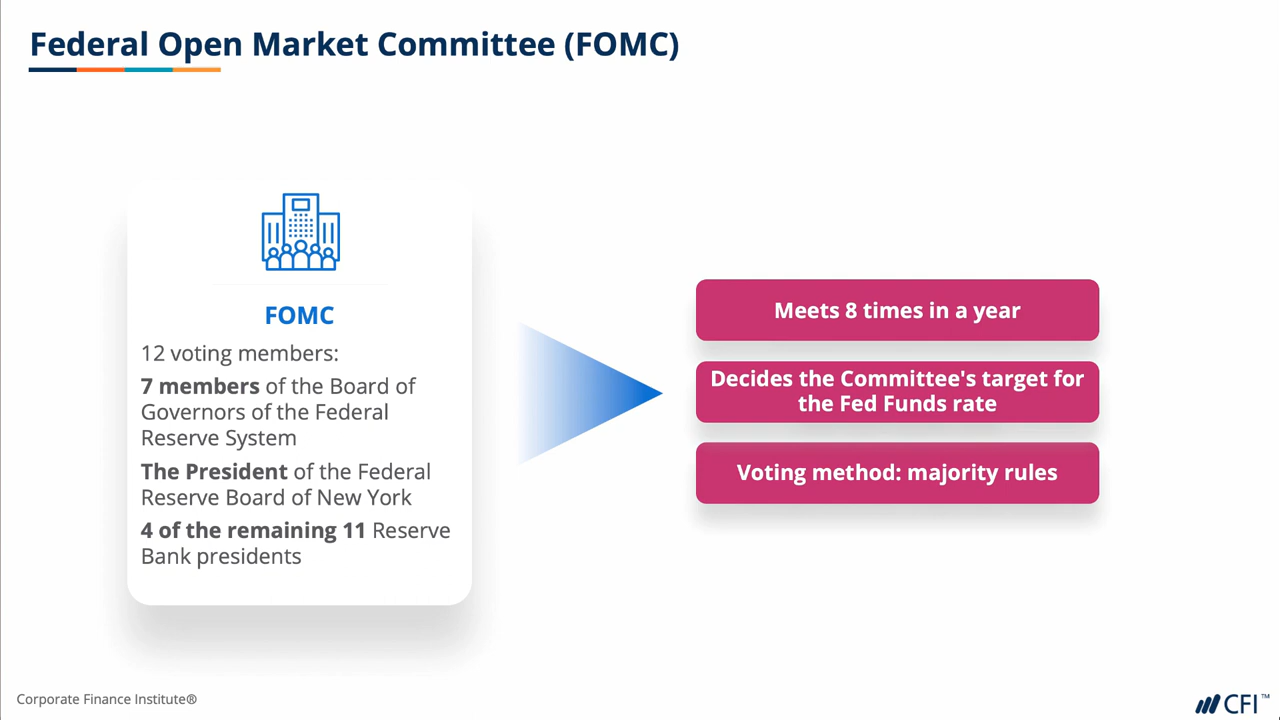 Federal Open Market Committee (FOMC)
FOMC
12 voting members:
7 members of the Board of
Governors of the Federal
Reserve System
The President of the Federal
Reserve Board of New York
4 of the remaining 11 Reserve
Bank presidents
Meets 8 times in a year
Decides the Committee's target for
the Fed Funds rate
Voting method: majority rules
Corporate Finance Institute®
CFI™